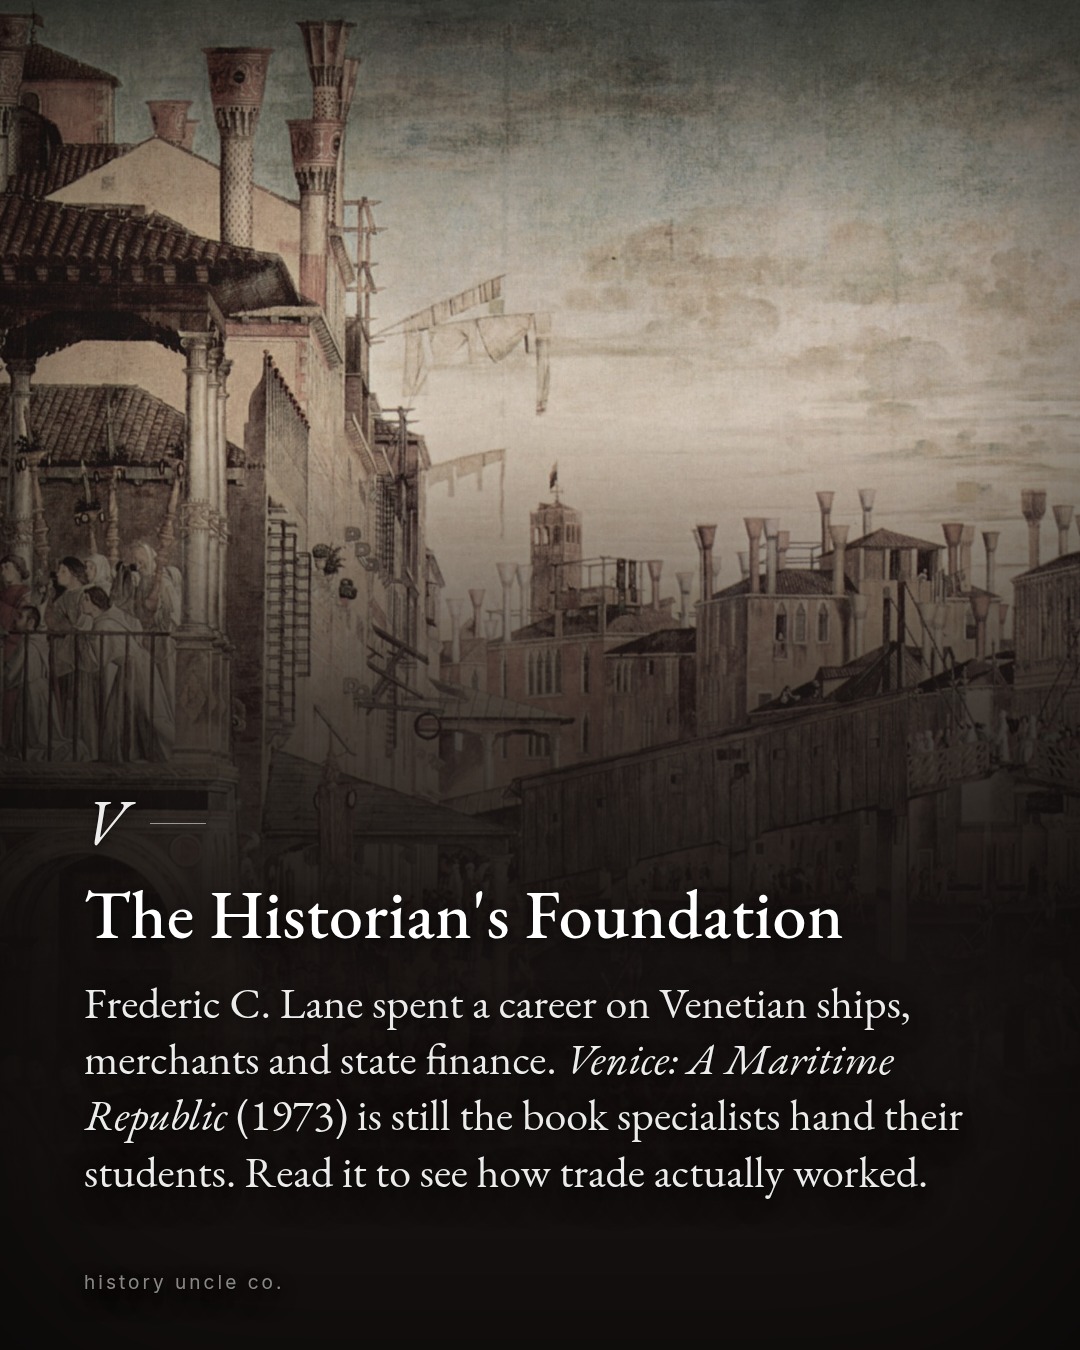 V
The Historian's Foundation
Frederic C. Lane spent a career on Venetian ships,
merchants and state finance. Venice: A Maritime
Republic (1973) is still the book specialists hand their
students. Read it to see how trade actually worked.
history uncle co.